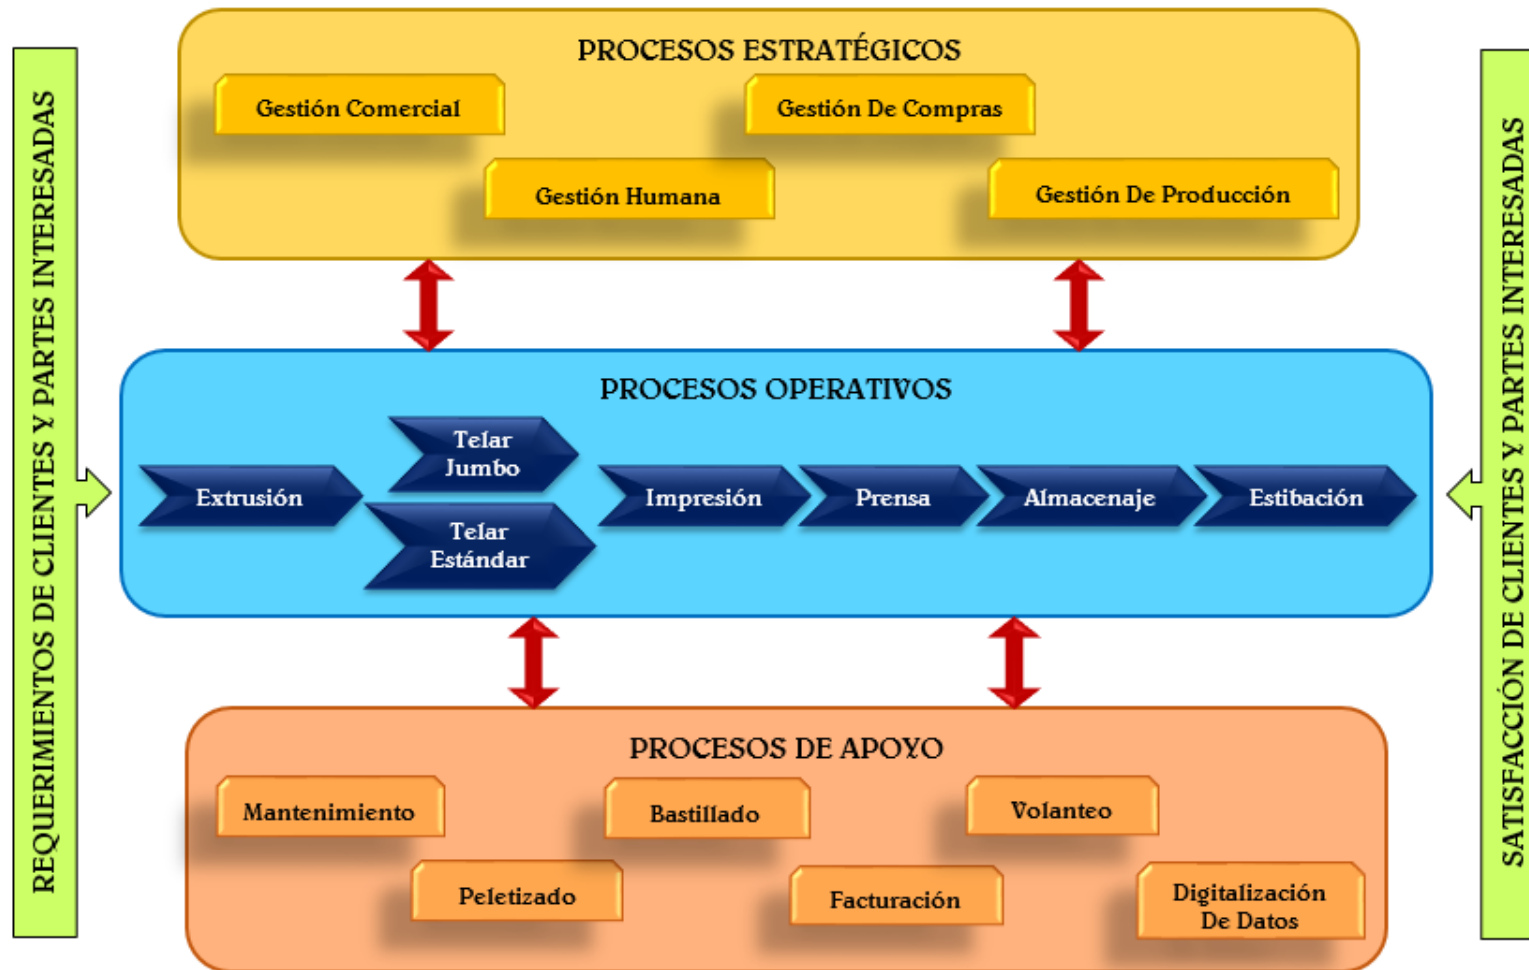 REQUERIMIENTOS DE CLIENTES Y PARTES INTERESADAS
PROCESOS ESTRATÉGICOS
Gestión Comercial
Gestión De Compras
Gestión Humana
Gestión De Producción
PROCESOS OPERATIVOS
Extrusión
Telar
Jumbo
Telar
Estándar
Impresión
Prensa
Almacenaje
Estibación
PROCESOS DE APOYO
Mantenimiento
Bastillado
Volanteo
Peletizado
Facturación
Digitalización
De Datos
SATISFACCIÓN DE CLIENTES Y PARTES INTERESADAS